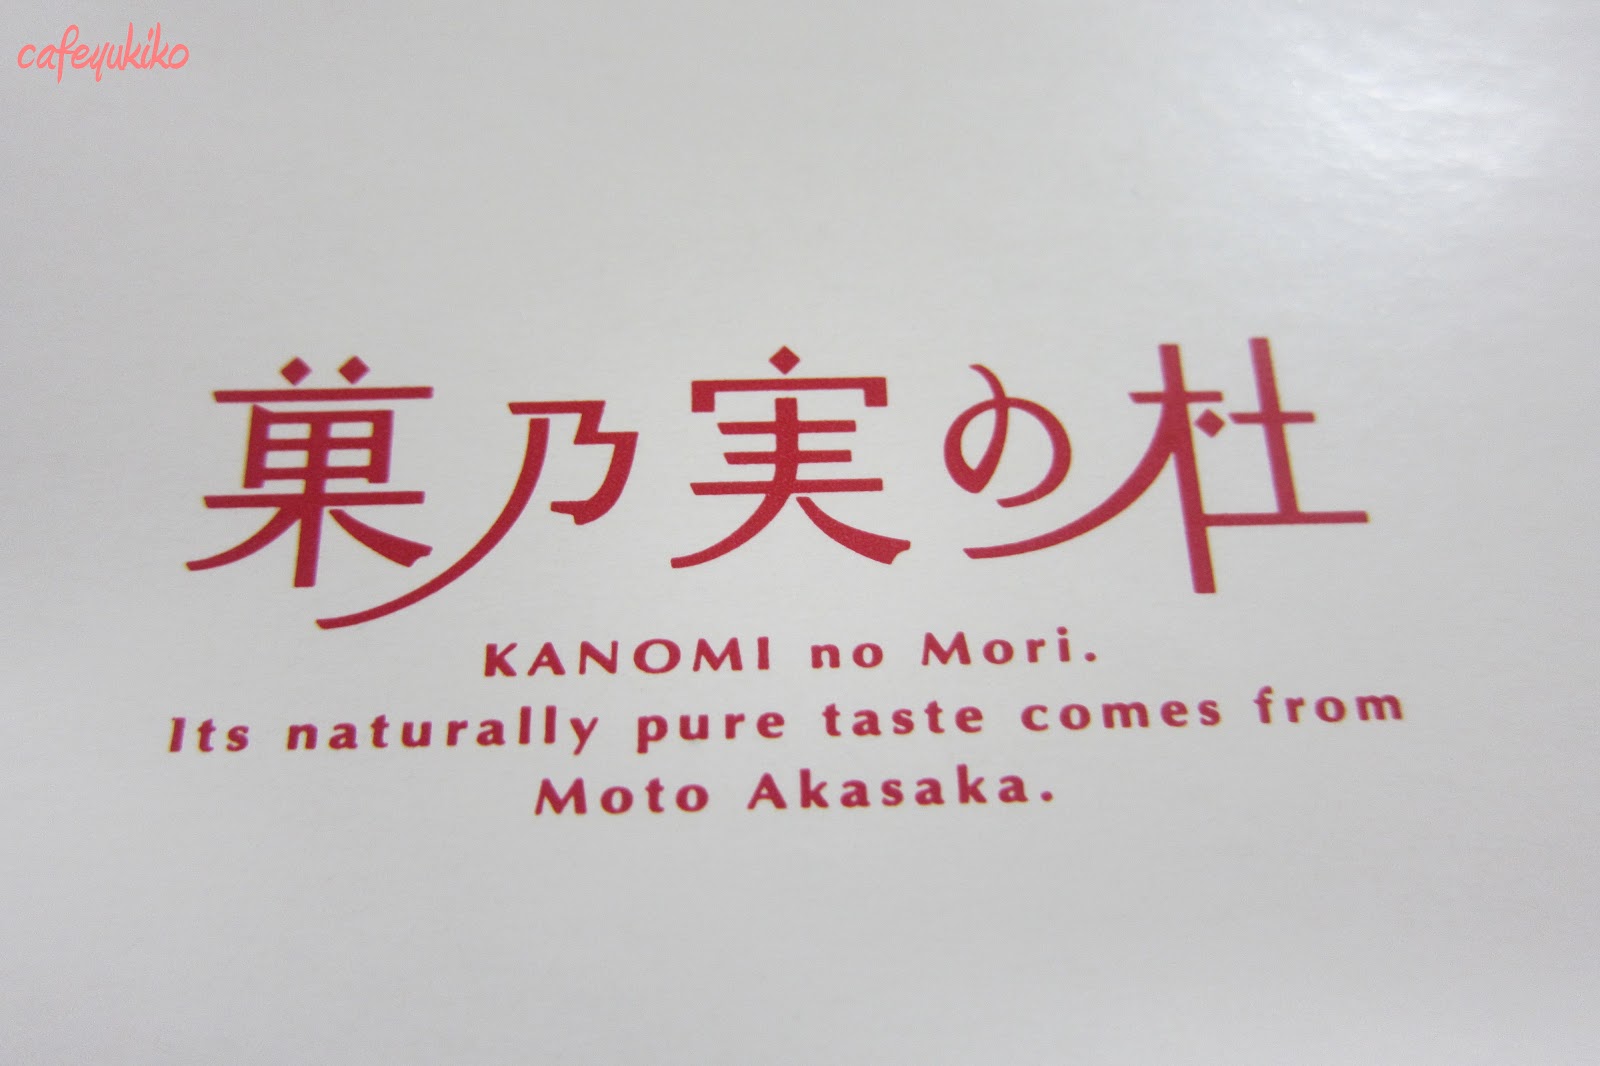 cafeyukiko
菓乃実の杜
KANOMI no Mori.
Its naturally pure taste comes from
Moto Akasaka.